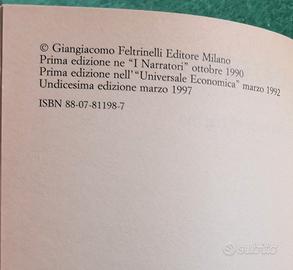 © Giangiacomo Feltrinelli Editore Milano
Prima edizione ne "I Narratori" ottobre 1990
Prima edizione nell'"Universale Economica" marzo 1992
Undicesima edizione marzo 1997
ISBN 88-07-81198-7
subito